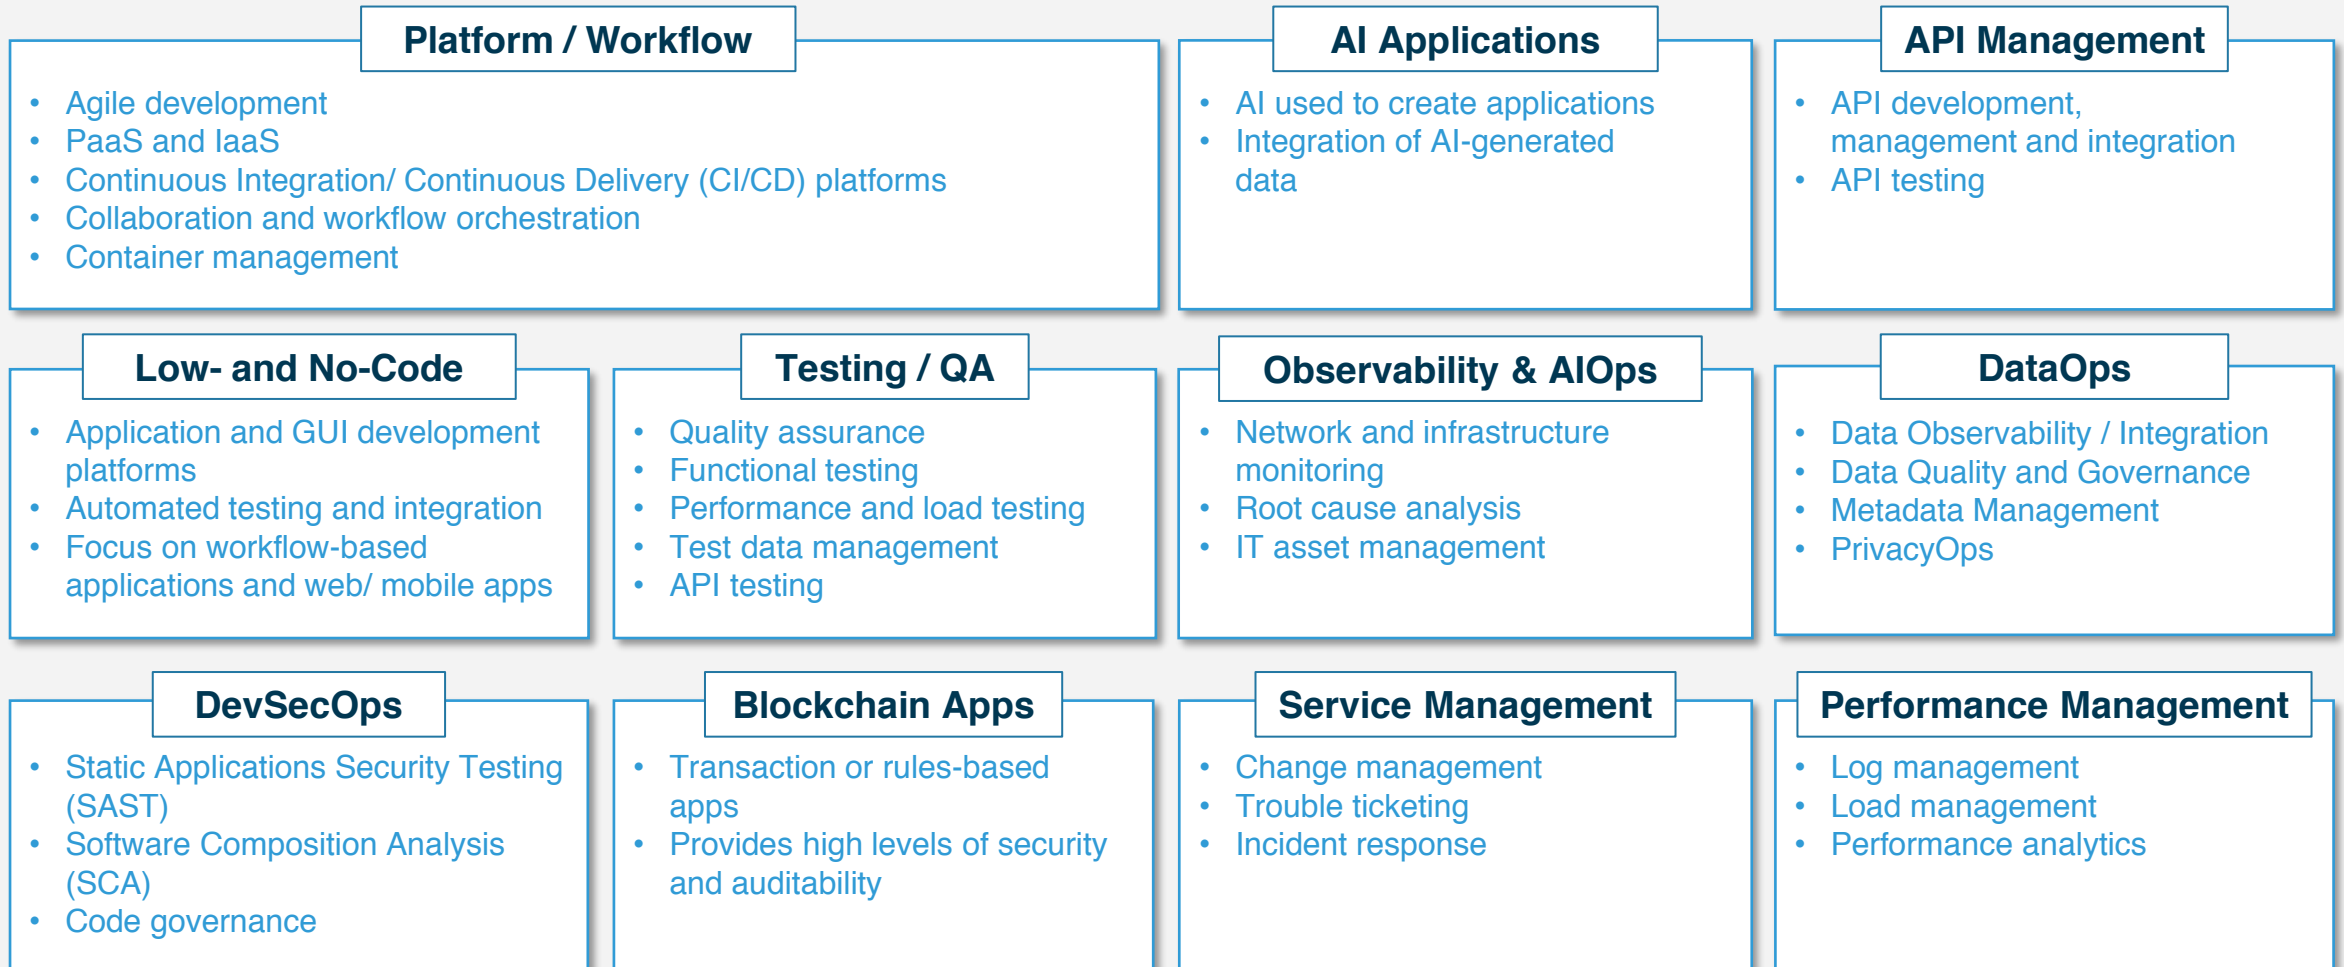 Platform / Workflow
• Agile development
• PaaS and IaaS
• Continuous Integration/ Continuous Delivery (CI/CD) platforms
• Collaboration and workflow orchestration
• Container management
AI Applications
• AI used to create applications
• Integration of AI-generated
data
API Management
• API development,
management and integration
• API testing
Low- and No-Code
• Application and GUI development
platforms
• Automated testing and integration
• Focus on workflow-based
applications and web/ mobile apps
Testing / QA
• Quality assurance
• Functional testing
• Performance and load testing
• Test data management
• API testing
Observability & AIOps
• Network and infrastructure
monitoring
• Root cause analysis
• IT asset management
DataOps
• Data Observability / Integration
• Data Quality and Governance
• Metadata Management
• PrivacyOps
DevSecOps
• Static Applications Security Testing
(SAST)
• Software Composition Analysis
(SCA)
• Code governance
Blockchain Apps
• Transaction or rules-based
apps
• Provides high levels of security
and auditability
Service Management
• Change management
• Trouble ticketing
• Incident response
Performance Management
• Log management
• Load management
• Performance analytics